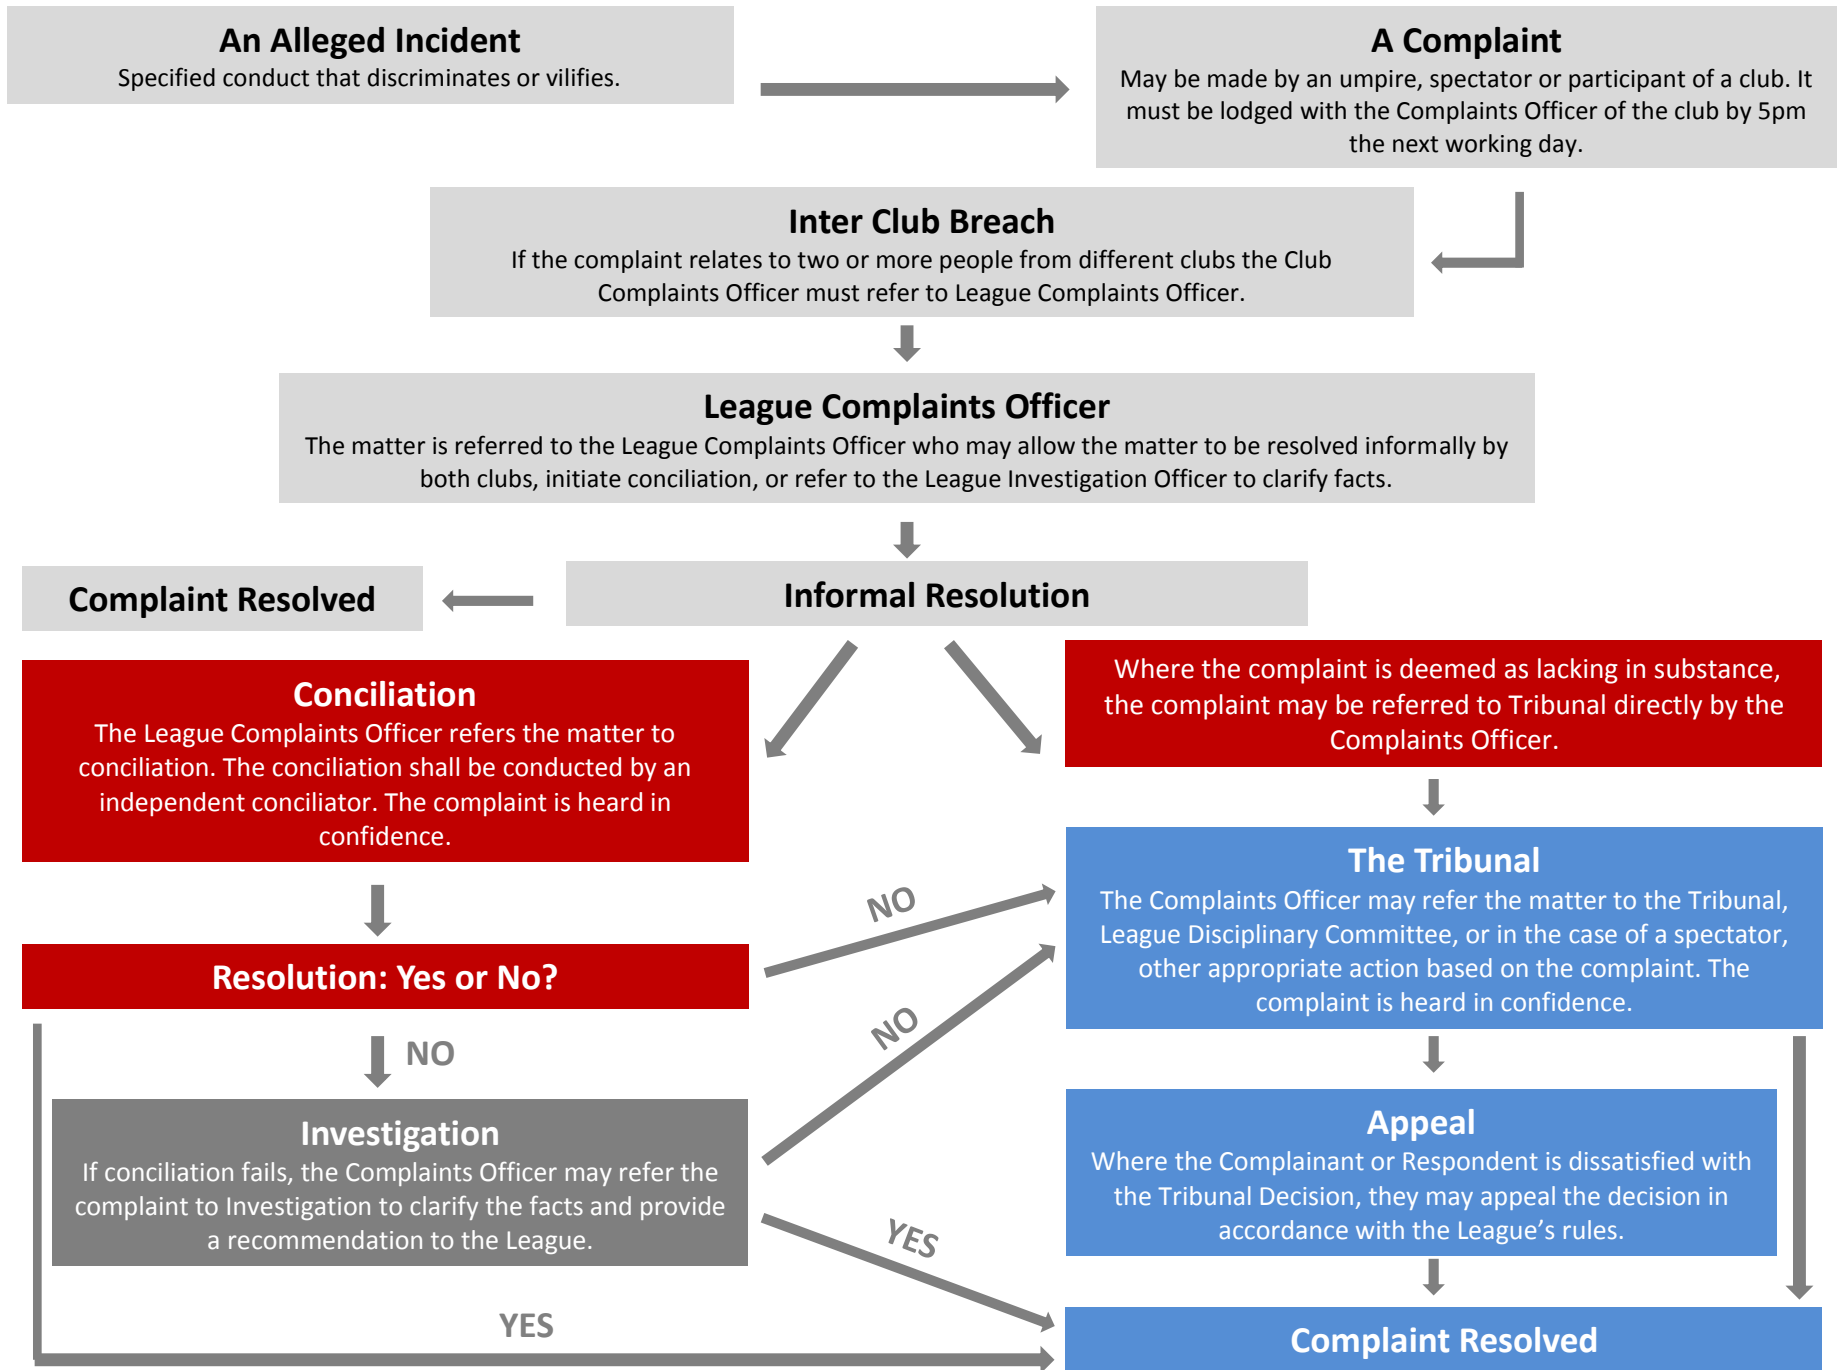 An Alleged Incident
Specified conduct that discriminates or vilifies.
A Complaint
May be made by an umpire, spectator or participant of a club. It
must be lodged with the Complaints Officer of the club by 5pm
the next working day.
Inter Club Breach
If the complaint relates to two or more people from different clubs the Club
Complaints Officer must refer to League Complaints Officer.
League Complaints Officer
The matter is referred to the League Complaints Officer who may allow the matter to be resolved informally by
both clubs, initiate conciliation, or refer to the League Investigation Officer to clarify facts.
Complaint Resolved
Informal Resolution
Conciliation
The League Complaints Officer refers the matter to
conciliation. The conciliation shall be conducted by an
independent conciliator. The complaint is heard in
confidence.
Where the complaint is deemed as lacking in substance,
the complaint may be referred to Tribunal directly by the
Complaints Officer.
NO
The Tribunal
The Complaints Officer may refer the matter to the Tribunal,
League Disciplinary Committee, or in the case of a spectator,
other appropriate action based on the complaint. The
complaint is heard in confidence.
Resolution: Yes or No?
NO
NO
Investigation
If conciliation fails, the Complaints Officer may refer the
complaint to Investigation to clarify the facts and provide
a recommendation to the League.
Appeal
Where the Complainant or Respondent is dissatisfied with
the Tribunal Decision, they may appeal the decision in
accordance with the League’s rules.
YES
YES
Complaint Resolved